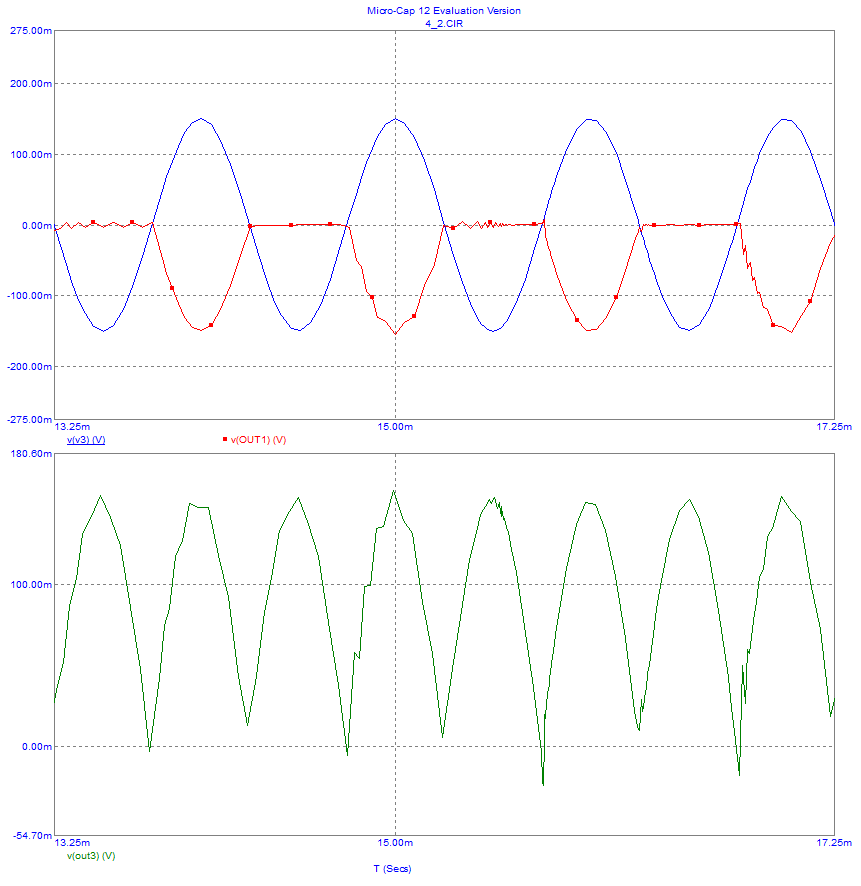 Micro-Cap 12 Evaluation Version
4_2.CIR
275.00m
200.00m
100.00m
0.00m
-100.00m
-200.00m
-275.00m
13.25m 15.00m 17.25m
v(v3) (V) v(OUT1) (V)
180.60m
100.00m
0.00m
-54.70m
13.25m 15.00m 17.25m
v(out3) (V)
T (Secs)